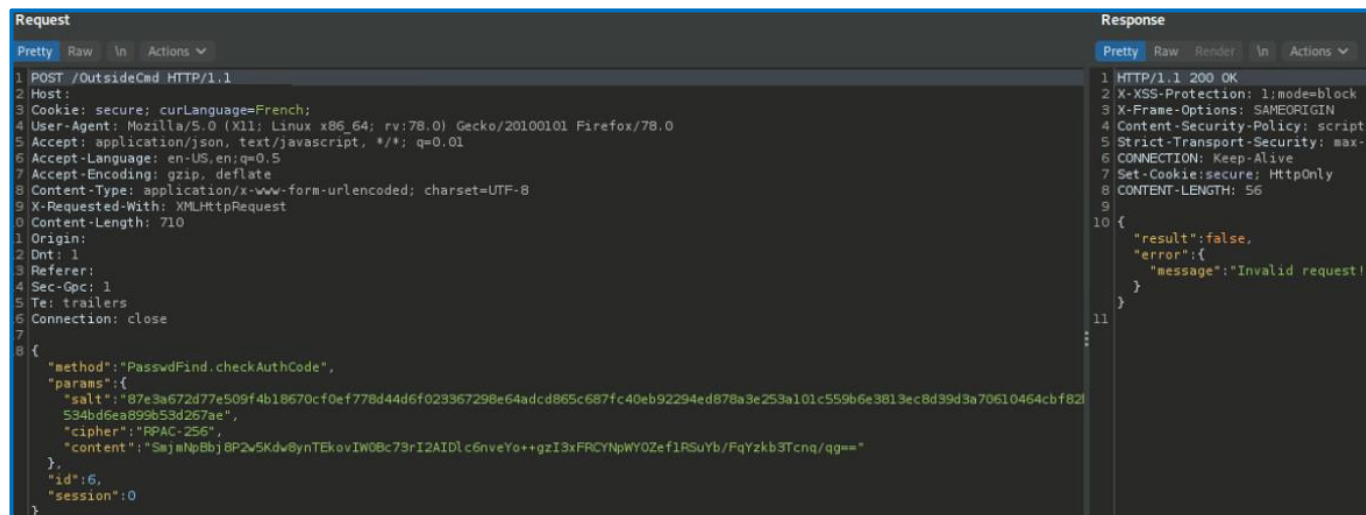 Request
Pretty Raw \n Actions
1 POST /OutsideCmd HTTP/1.1
2 Host:
3 Cookie: secure; curLanguage=French;
4 User-Agent: Mozilla/5.0 (X11; Linux x86_64; rv:78.0) Gecko/20100101 Firefox/78.0
5 Accept: application/json, text/javascript, */*; q=0.01
6 Accept-Language: en-US,en;q=0.5
7 Accept-Encoding: gzip, deflate
8 Content-Type: application/x-www-form-urlencoded; charset=UTF-8
9 X-Requested-With: XMLHttpRequest
0 Content-Length: 710
1 Origin:
2 Dnt: 1
3 Referer:
4 Sec-Gpc: 1
5 Te: trailers
6 Connection: close
7
8 {
"method":"PasswdFind.checkAuthCode",
"params":{
"salt":"87e3a672d77e509f4b18670cf0ef778d44d6f023367298e64adcd865c687fc40eb92294ed878a3e253a101c559b6e3813ec8d39d3a70610464cbf82
534bd6ea899b53d267ae",
"cipher":"RPAC-256",
"content":"SmjmNpBbj8P2w5Kdw8ynTEkovIW0Bc73rI2AIDlc6nveYo++gzI3xFRCYNpWY0Zef1RSuYb/FqYzkb3Tcnq/qg=="
},
"id":6,
"session":0
}
Response
Pretty Raw Render \n Actions
1 HTTP/1.1 200 OK
2 X-XSS-Protection: 1;mode=block
3 X-Frame-Options: SAMEORIGIN
4 Content-Security-Policy: script
5 Strict-Transport-Security: max-
6 CONNECTION: Keep-Alive
7 Set-Cookie:secure; HttpOnly
8 CONTENT-LENGTH: 56
9
10 {
"result":false,
"error":{
"message":"Invalid request!
}
}
11